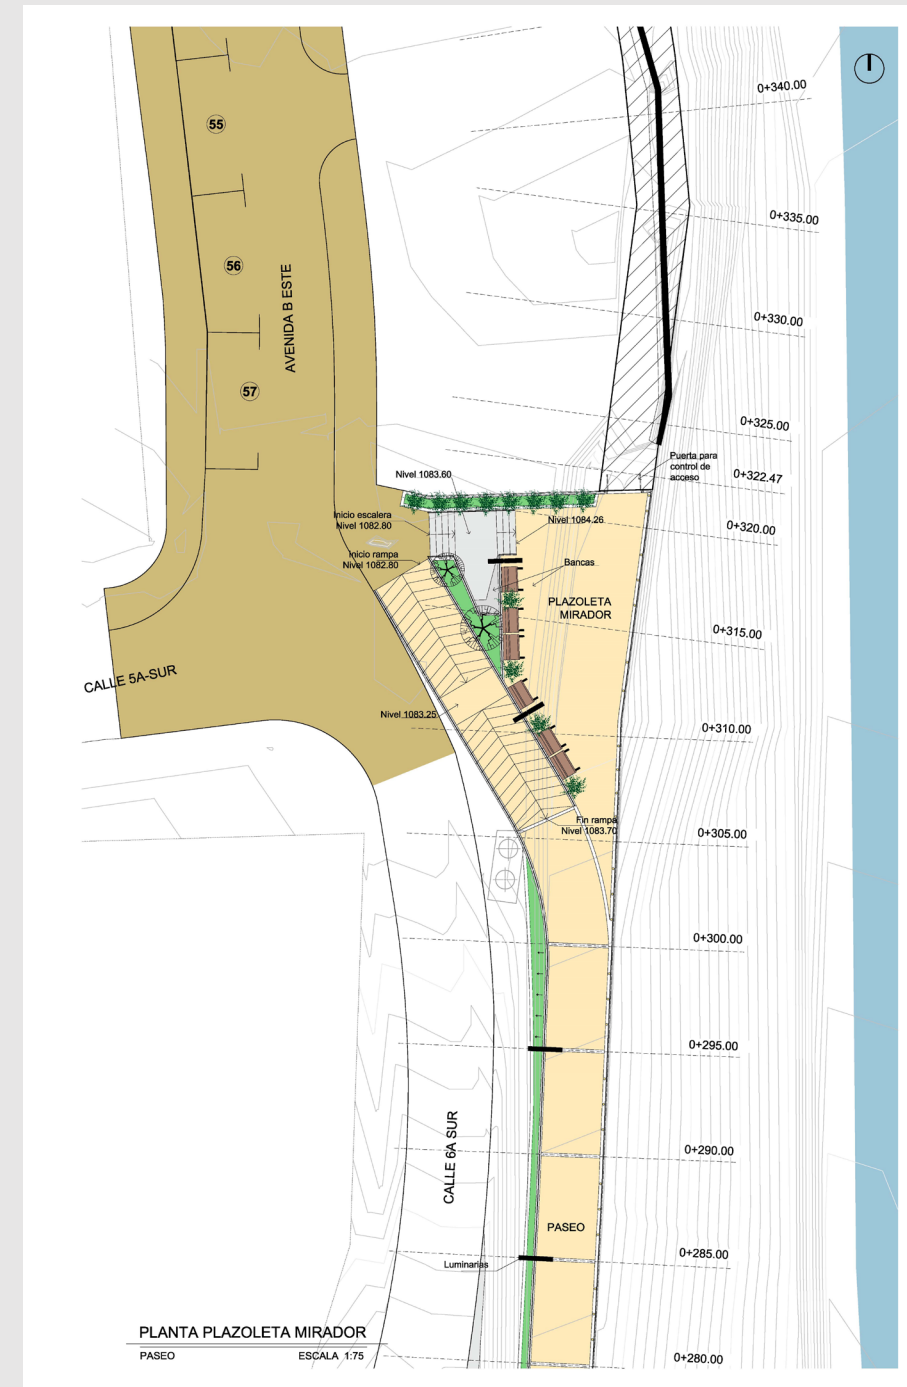 0+340.00
55
0+335.00
56
AVENIDA B ESTE
0+330.00
57
0+325.00
Puerta para
control de
acceso
0+322.47
Nivel 1083.60
Inicio escalera
Nivel 1082.80
Nivel 1084.26
0+320.00
Inicio rampa
Nivel 1082.80
Bancas
PLAZOLETA
MIRADOR
0+315.00
CALLE 5A-SUR
Nivel 1083.25
0+310.00
Fin rampa
Nivel 1083.70
0+305.00
0+300.00
0+295.00
CALLE 6A SUR
0+290.00
PASEO
0+285.00
Luminarias
PLANTA PLAZOLETA MIRADOR
PASEO ESCALA 1:75
0+280.00